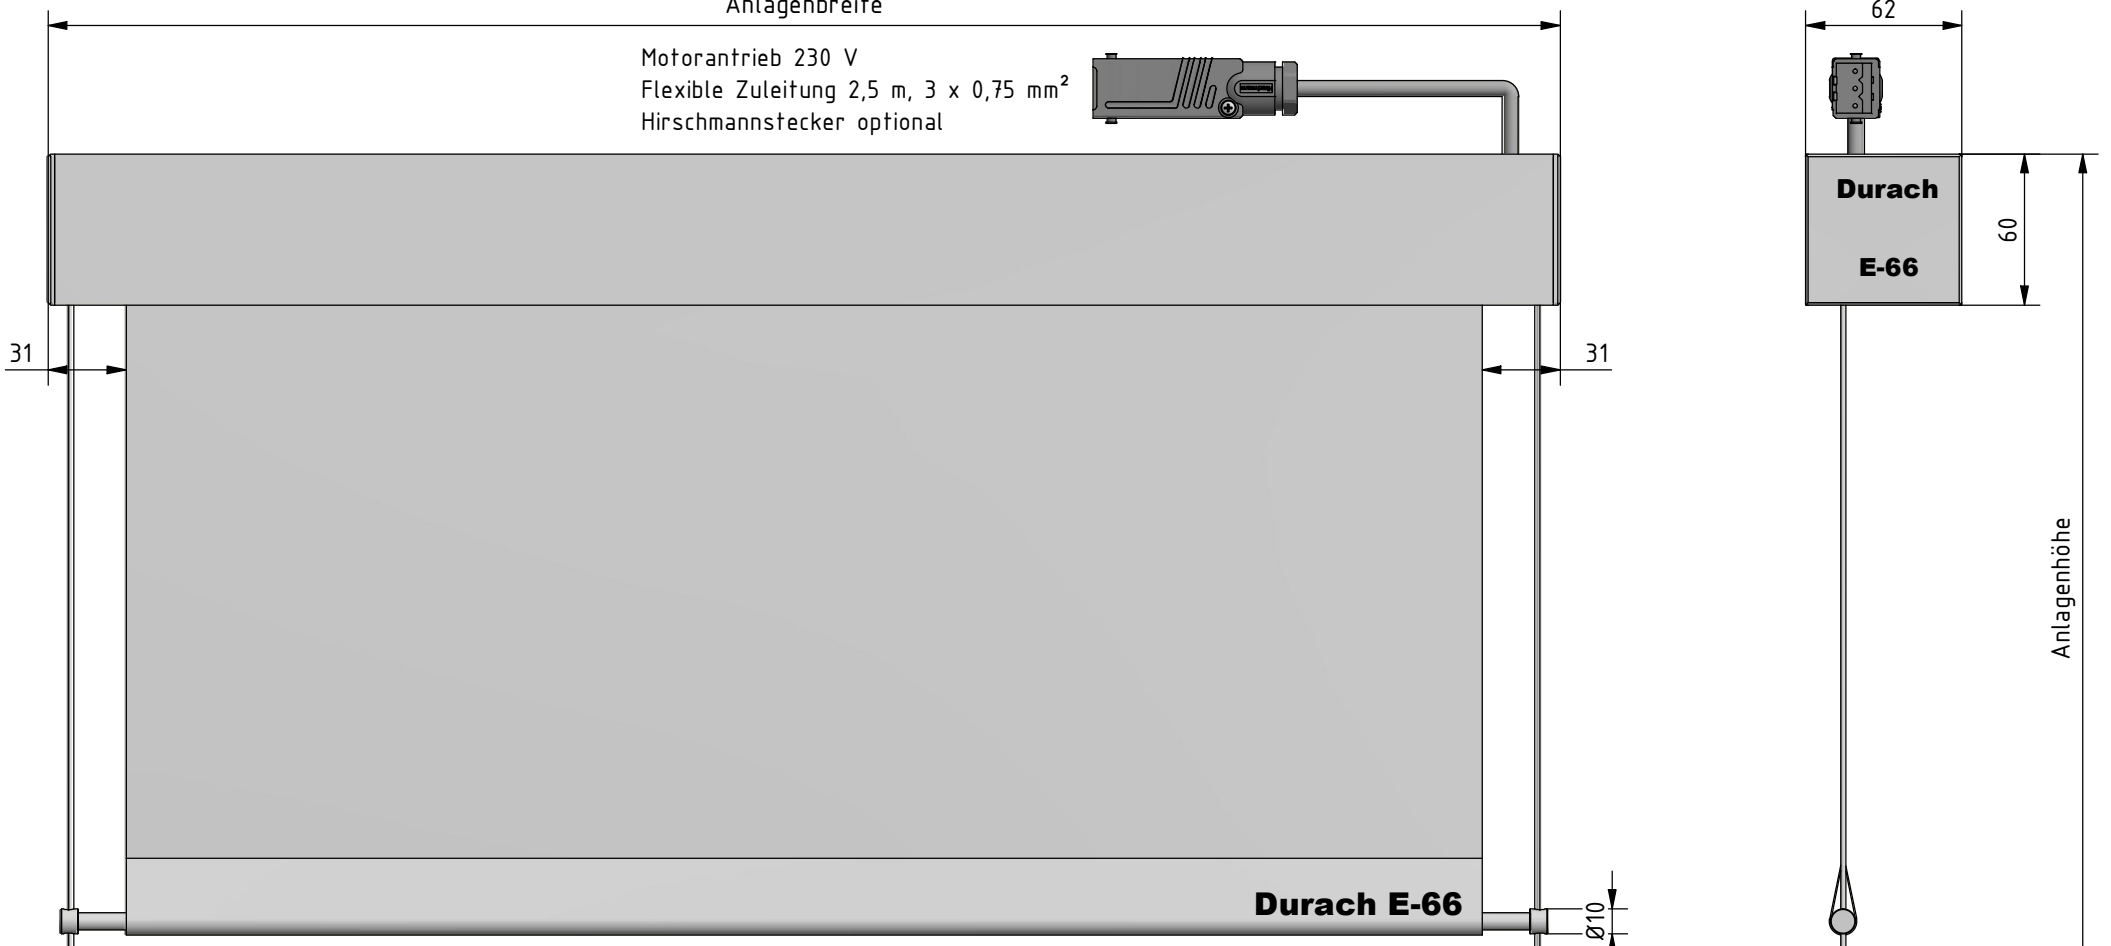 Anlagenbreite
62
Motorantrieb 230 V
Flexible Zuleitung 2,5 m, 3 x 0,75 mm²
Hirschmannstecker optional
Durach
E-66
60
31
31
Anlagenhöhe
Durach E-66
Ø10